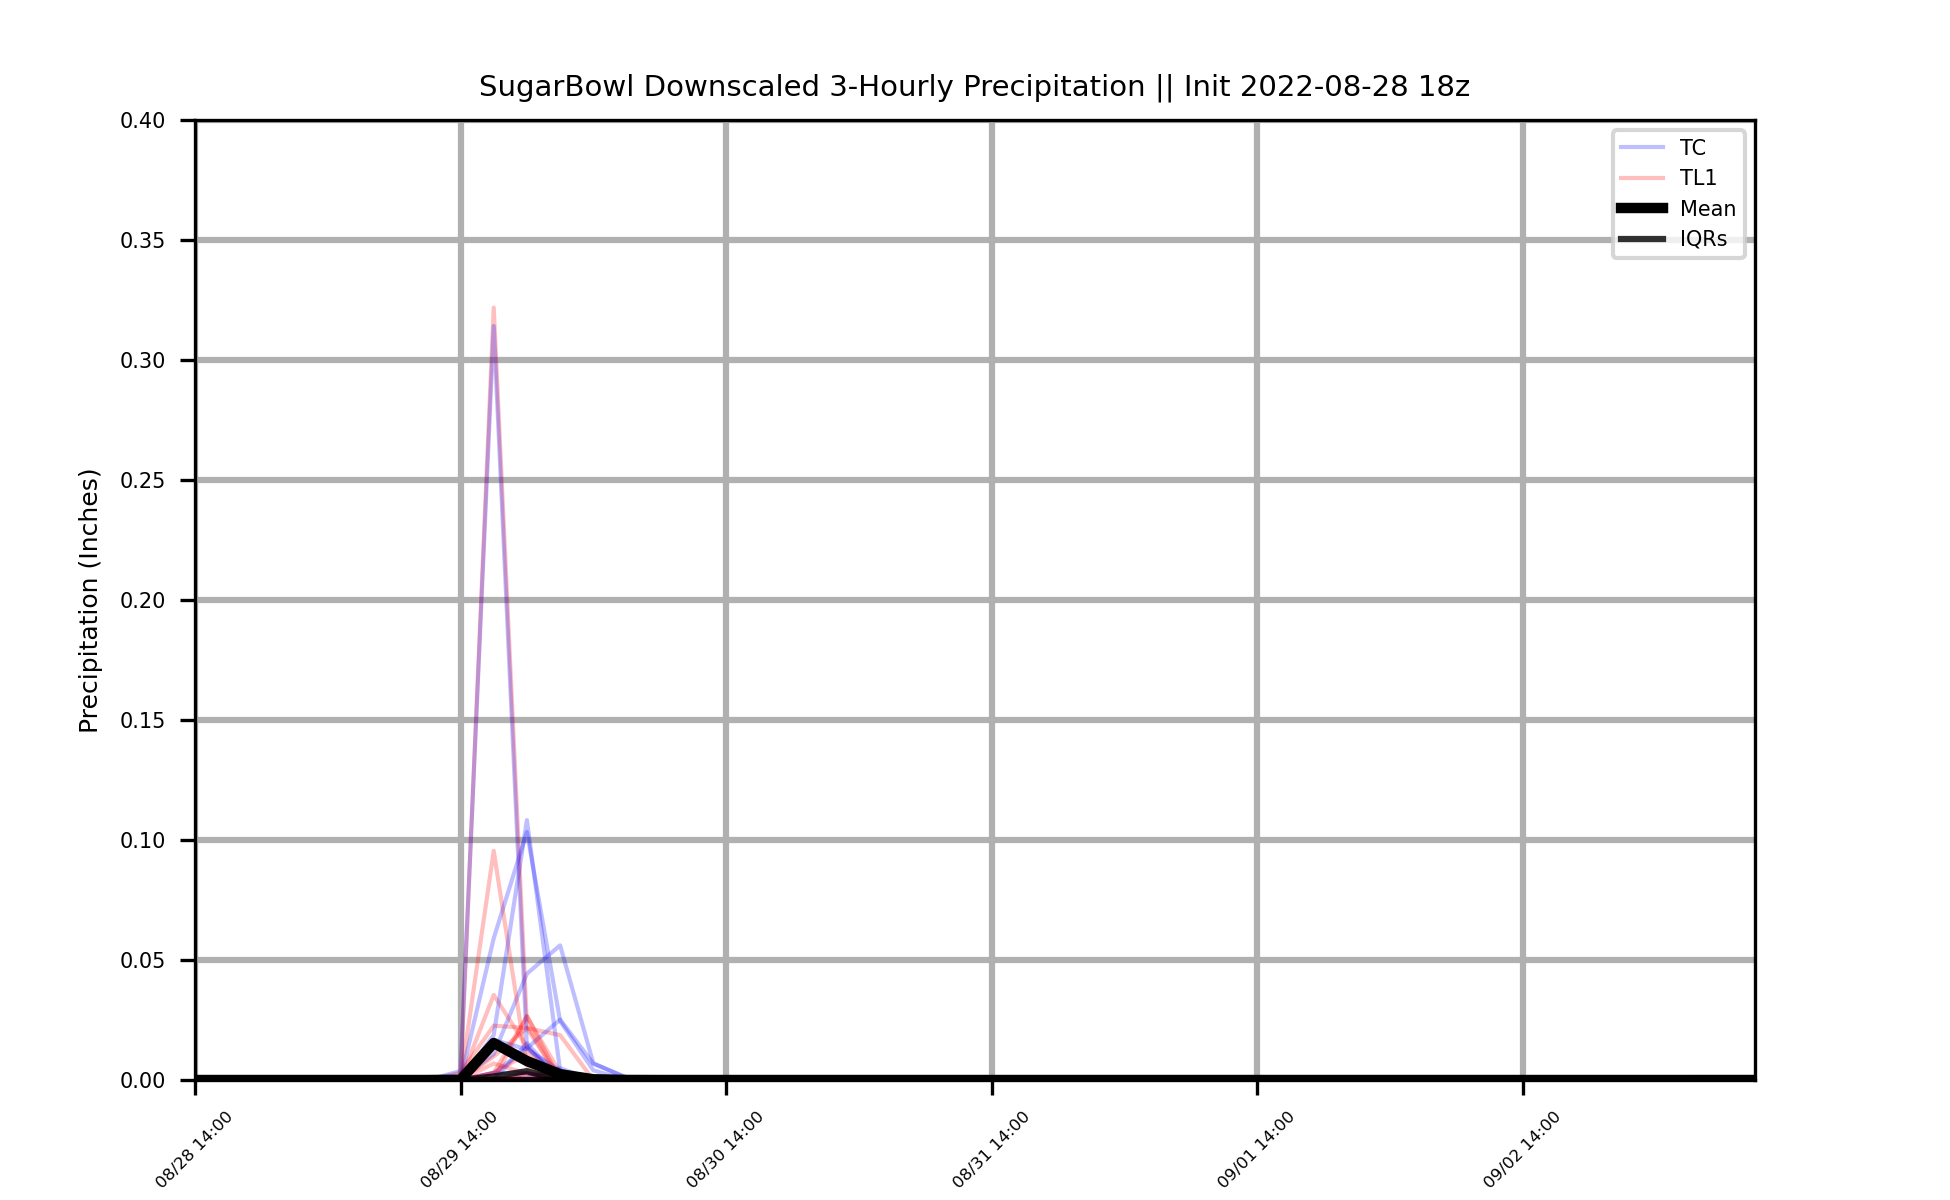 SugarBowl Downscaled 3-Hourly Precipitation || Init 2022-08-28 18z
TC
TL1
Mean
IQRs
Precipitation (Inches)
0.40
0.35
0.30
0.25
0.20
0.15
0.10
0.05
0.00
08/28 14:00
08/29 14:00
08/30 14:00
08/31 14:00
09/01 14:00
09/02 14:00